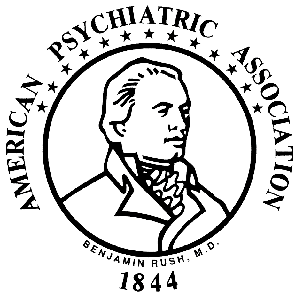 AMERICAN PSYCHIATRIC ASSOCIATION
BENJAMIN RUSH, M.D.
1844